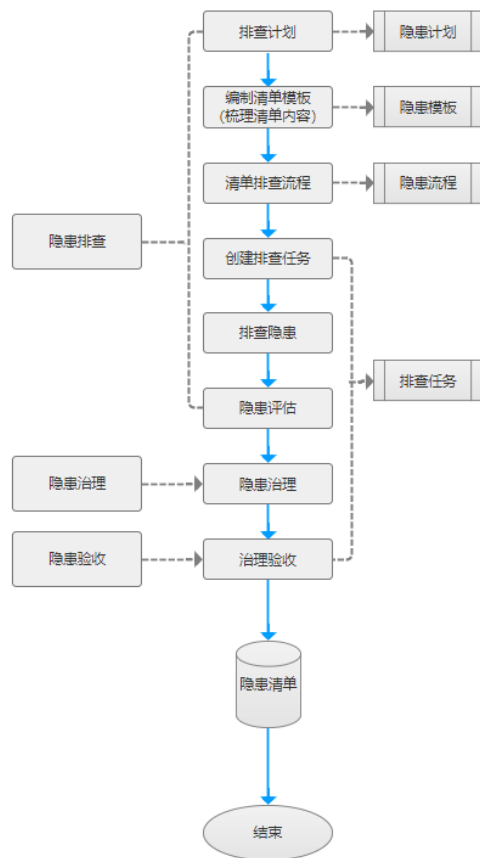 排查计划
隐患计划
编制清单模板
(梳理清单内容)
隐患模板
清单排查流程
隐患流程
隐患排查
创建排查任务
排查隐患
排查任务
隐患评估
隐患治理
隐患治理
隐患验收
治理验收
隐患清单
结束